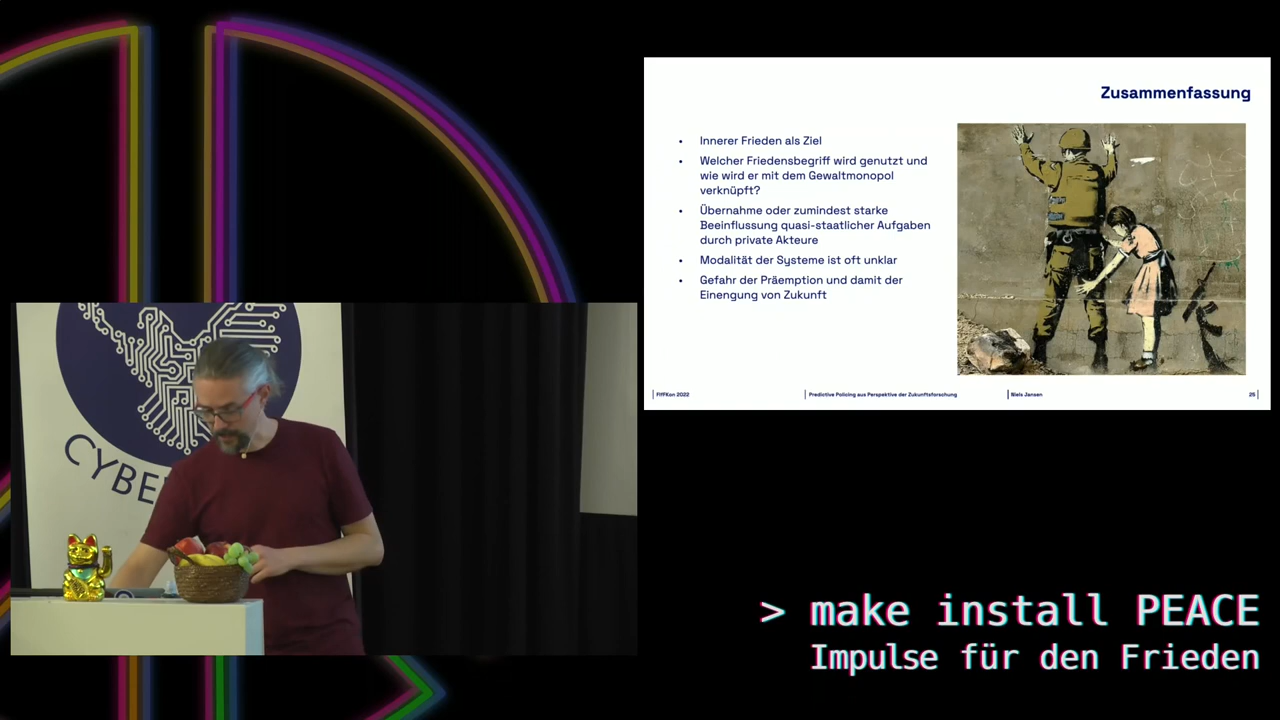 Zusammenfassung
• Innerer Frieden als Ziel
• Welcher Friedensbegriff wird genutzt und
wie wird er mit dem Gewaltmonopol
verknüpft?
• Übernahme oder zumindest starke
Beeinflussung quasi-staatlicher Aufgaben
durch private Akteure
• Modalität der Systeme ist oft unklar
• Gefahr der Präemption und damit der
Einengung von Zukunft
FIfFKon 2022
Predictive Policing aus Perspektive der Zukunftsforschung
Niels Jansen
25
CYBE
> make install PEACE
Impulse für den Frieden